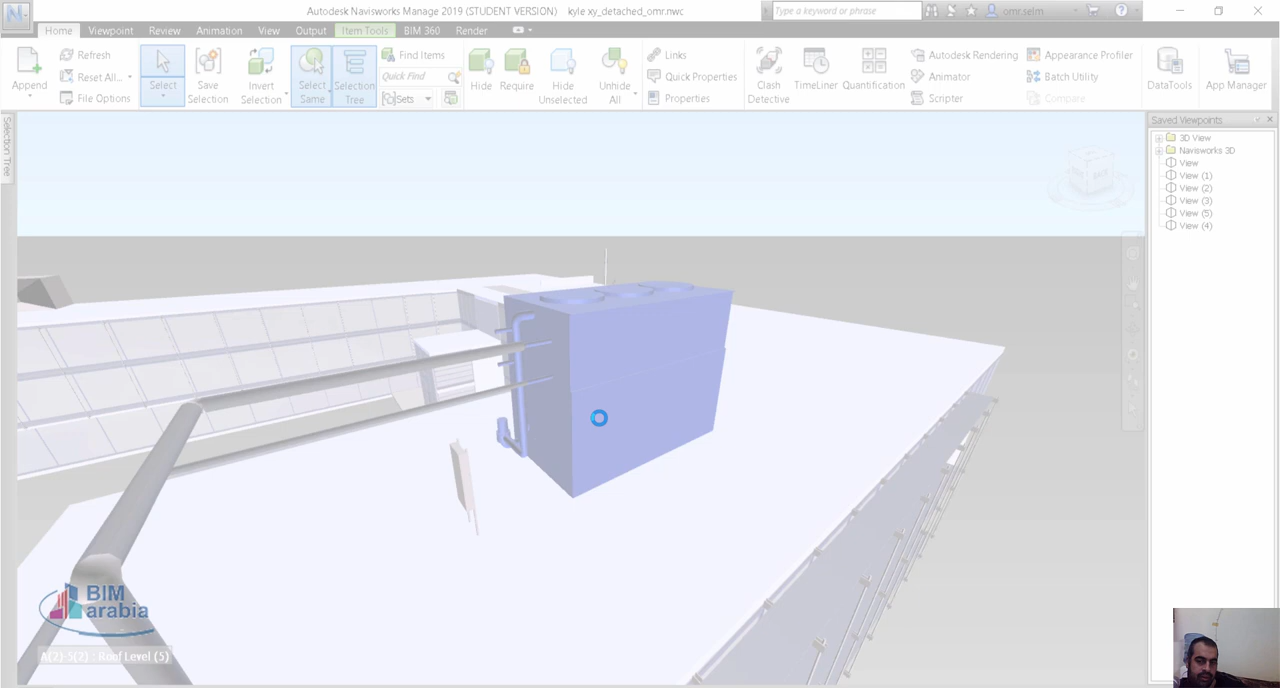 Autodesk Navisworks Manage 2019 (STUDENT VERSION) kyle xy_detached_omr.nwc
Type a keyword or phrase
omr.selm
Home Viewpoint Review Animation View Output Item Tools BIM 360 Render
Append
Refresh
Reset All...
File Options
Select
Save Selection
Invert Selection
Select Same
Selection Tree
Find Items
Quick Find
Sets
Hide
Require
Hide Unselected
Unhide All
Links
Quick Properties
Properties
Clash Detective
TimeLiner
Quantification
Autodesk Rendering
Animator
Scripter
Appearance Profiler
Batch Utility
Compare
DataTools
App Manager
Selection Tree
Saved Viewpoints
3D View
Navisworks 3D
View
View (1)
View (2)
View (3)
View (5)
View (4)
BIM
arabia
A(2)-5(2) : Roof Level (5)